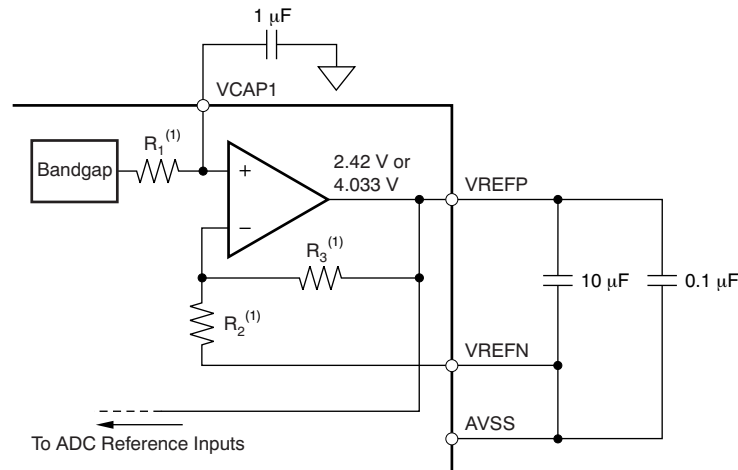 1 µF
VCAP1
R1(1)
Bandgap
+
2.42 V or
4.033 V
VREFP
−
R3(1)
10 µF
0.1 µF
R2(1)
VREFN
AVSS
To ADC Reference Inputs